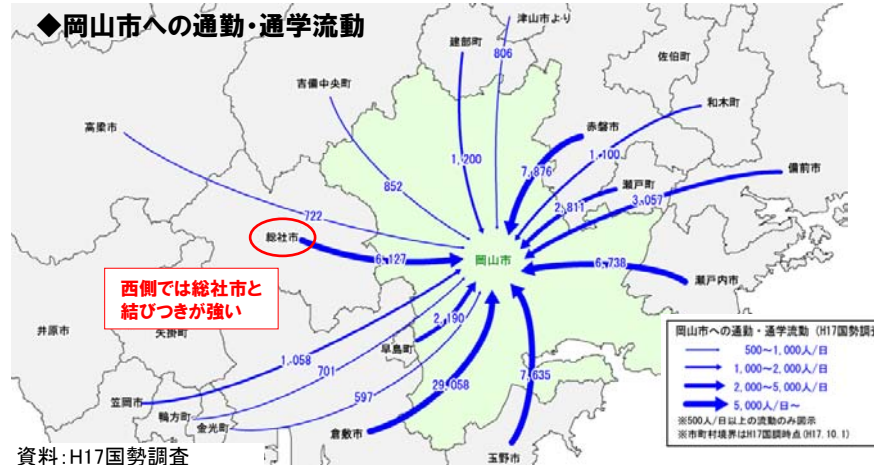 ◆岡山市への通勤・通学流動
津山市より
806
建部町
佐伯町
吉備中央町
和木町
高梁市
赤磐市
1,200
1,100
7,876
備前市
852
瀬戸町
2,811
3,057
722
総社市
6,127
岡山市
6,738
瀬戸内市
西側では総社市と
結びつきが強い
井原市
矢掛町
2,190
早島町
1,058
701
597
29,058
7,635
笠岡市
鴨方町
金光町
倉敷市
玉野市
岡山市への通勤・通学流動（H17国勢調査
500～1,000人/日
1,000～2,000人/日
2,000～5,000人/日
5,000人/日～
※500人/日以上の流動のみ図示
※市町村境界はH17国調時点(H17.10.1)
資料：H17国勢調査